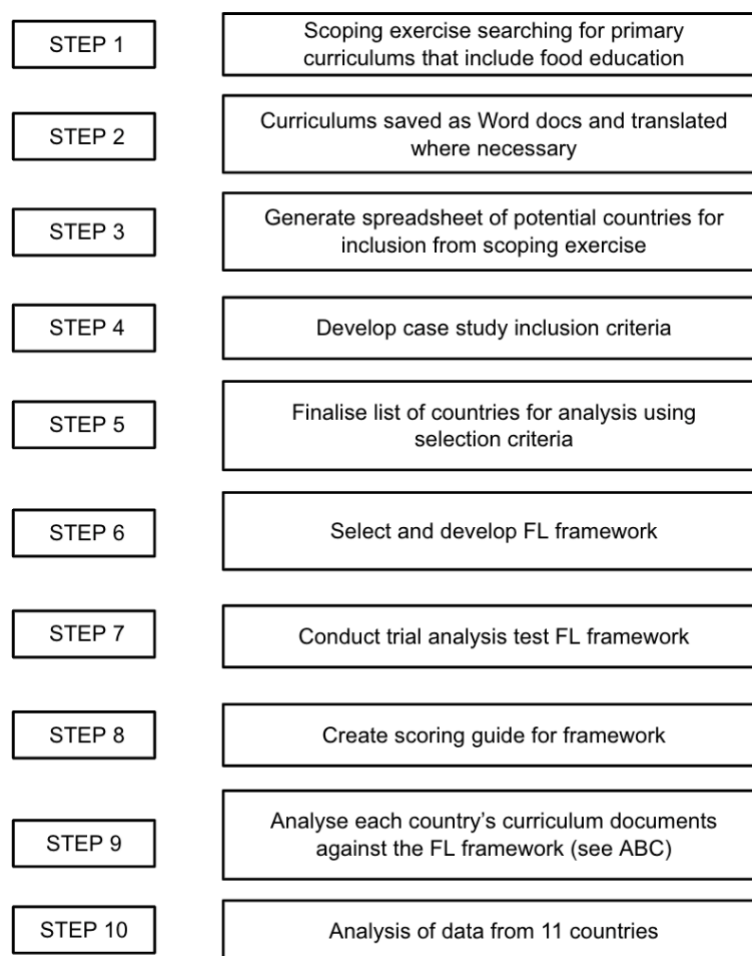 STEP 1
Scoping exercise searching for primary
curriculums that include food education
STEP 2
Curriculums saved as Word docs and translated
where necessary
STEP 3
Generate spreadsheet of potential countries for
inclusion from scoping exercise
STEP 4
Develop case study inclusion criteria
STEP 5
Finalise list of countries for analysis using
selection criteria
STEP 6
Select and develop FL framework
STEP 7
Conduct trial analysis test FL framework
STEP 8
Create scoring guide for framework
STEP 9
Analyse each country’s curriculum documents
against the FL framework (see ABC)
STEP 10
Analysis of data from 11 countries